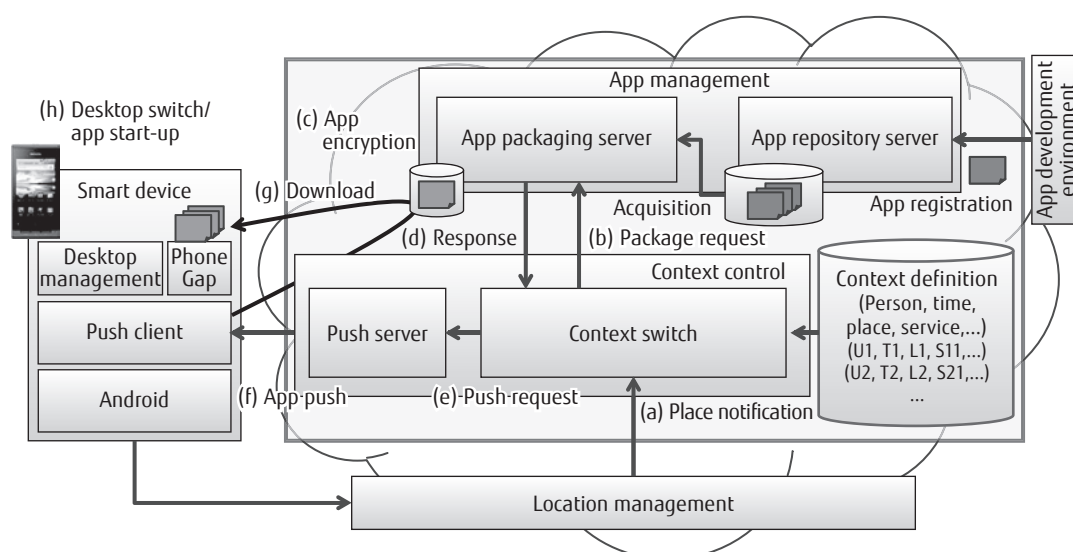 App management
(h) Desktop switch/
app start-up
(c) App
encryption
App packaging server
App repository server
App development
environment
Smart device
(g) Download
Acquisition
App registration
(d) Response
(b) Package request
Desktop
management
Phone
Gap
Context control
Context definition
(Person, time,
place, service,...)
(U1, T1, L1, S11,...)
(U2, T2, L2, S21,...)
...
Push client
Push server
Context switch
Android
(f) App push
(e) Push request
(a) Place notification
Location management